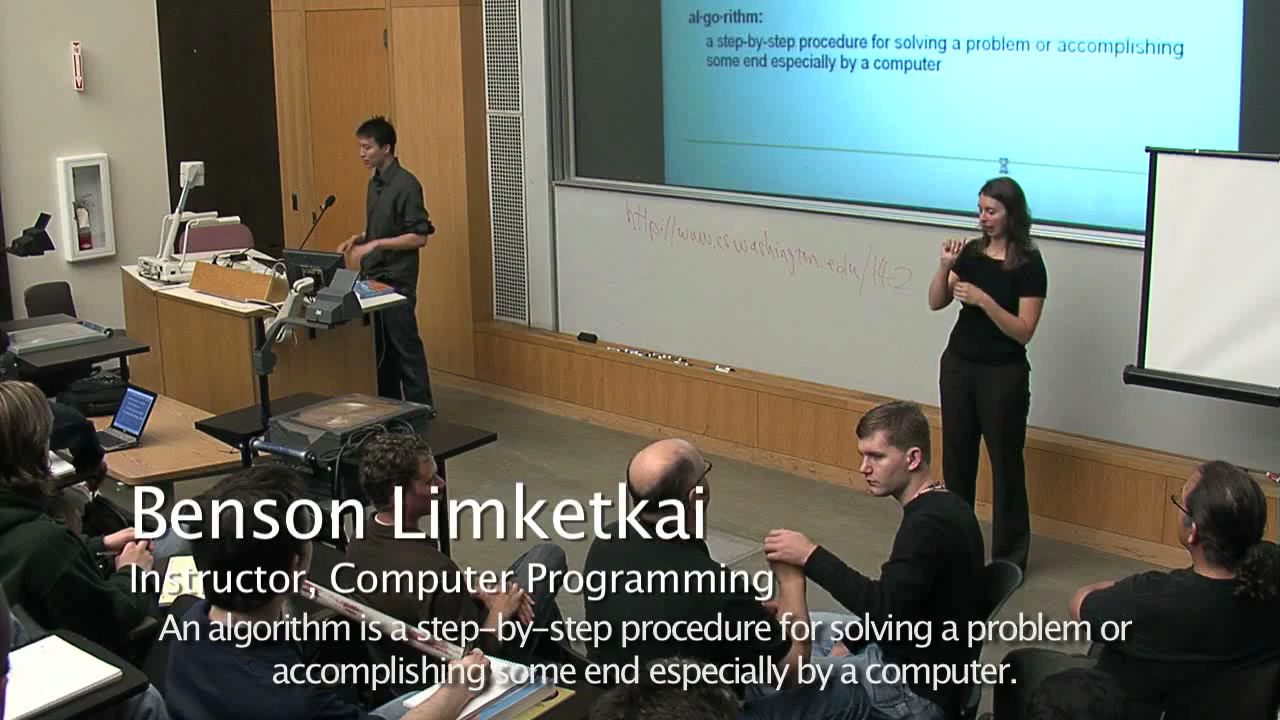 al·go·rithm:
a step-by-step procedure for solving a problem or accomplishing
some end especially by a computer
http://www.cs.washington.edu/142
Benson Limketkai
Instructor, Computer Programming
An algorithm is a step-by-step procedure for solving a problem or
accomplishing some end especially by a computer.